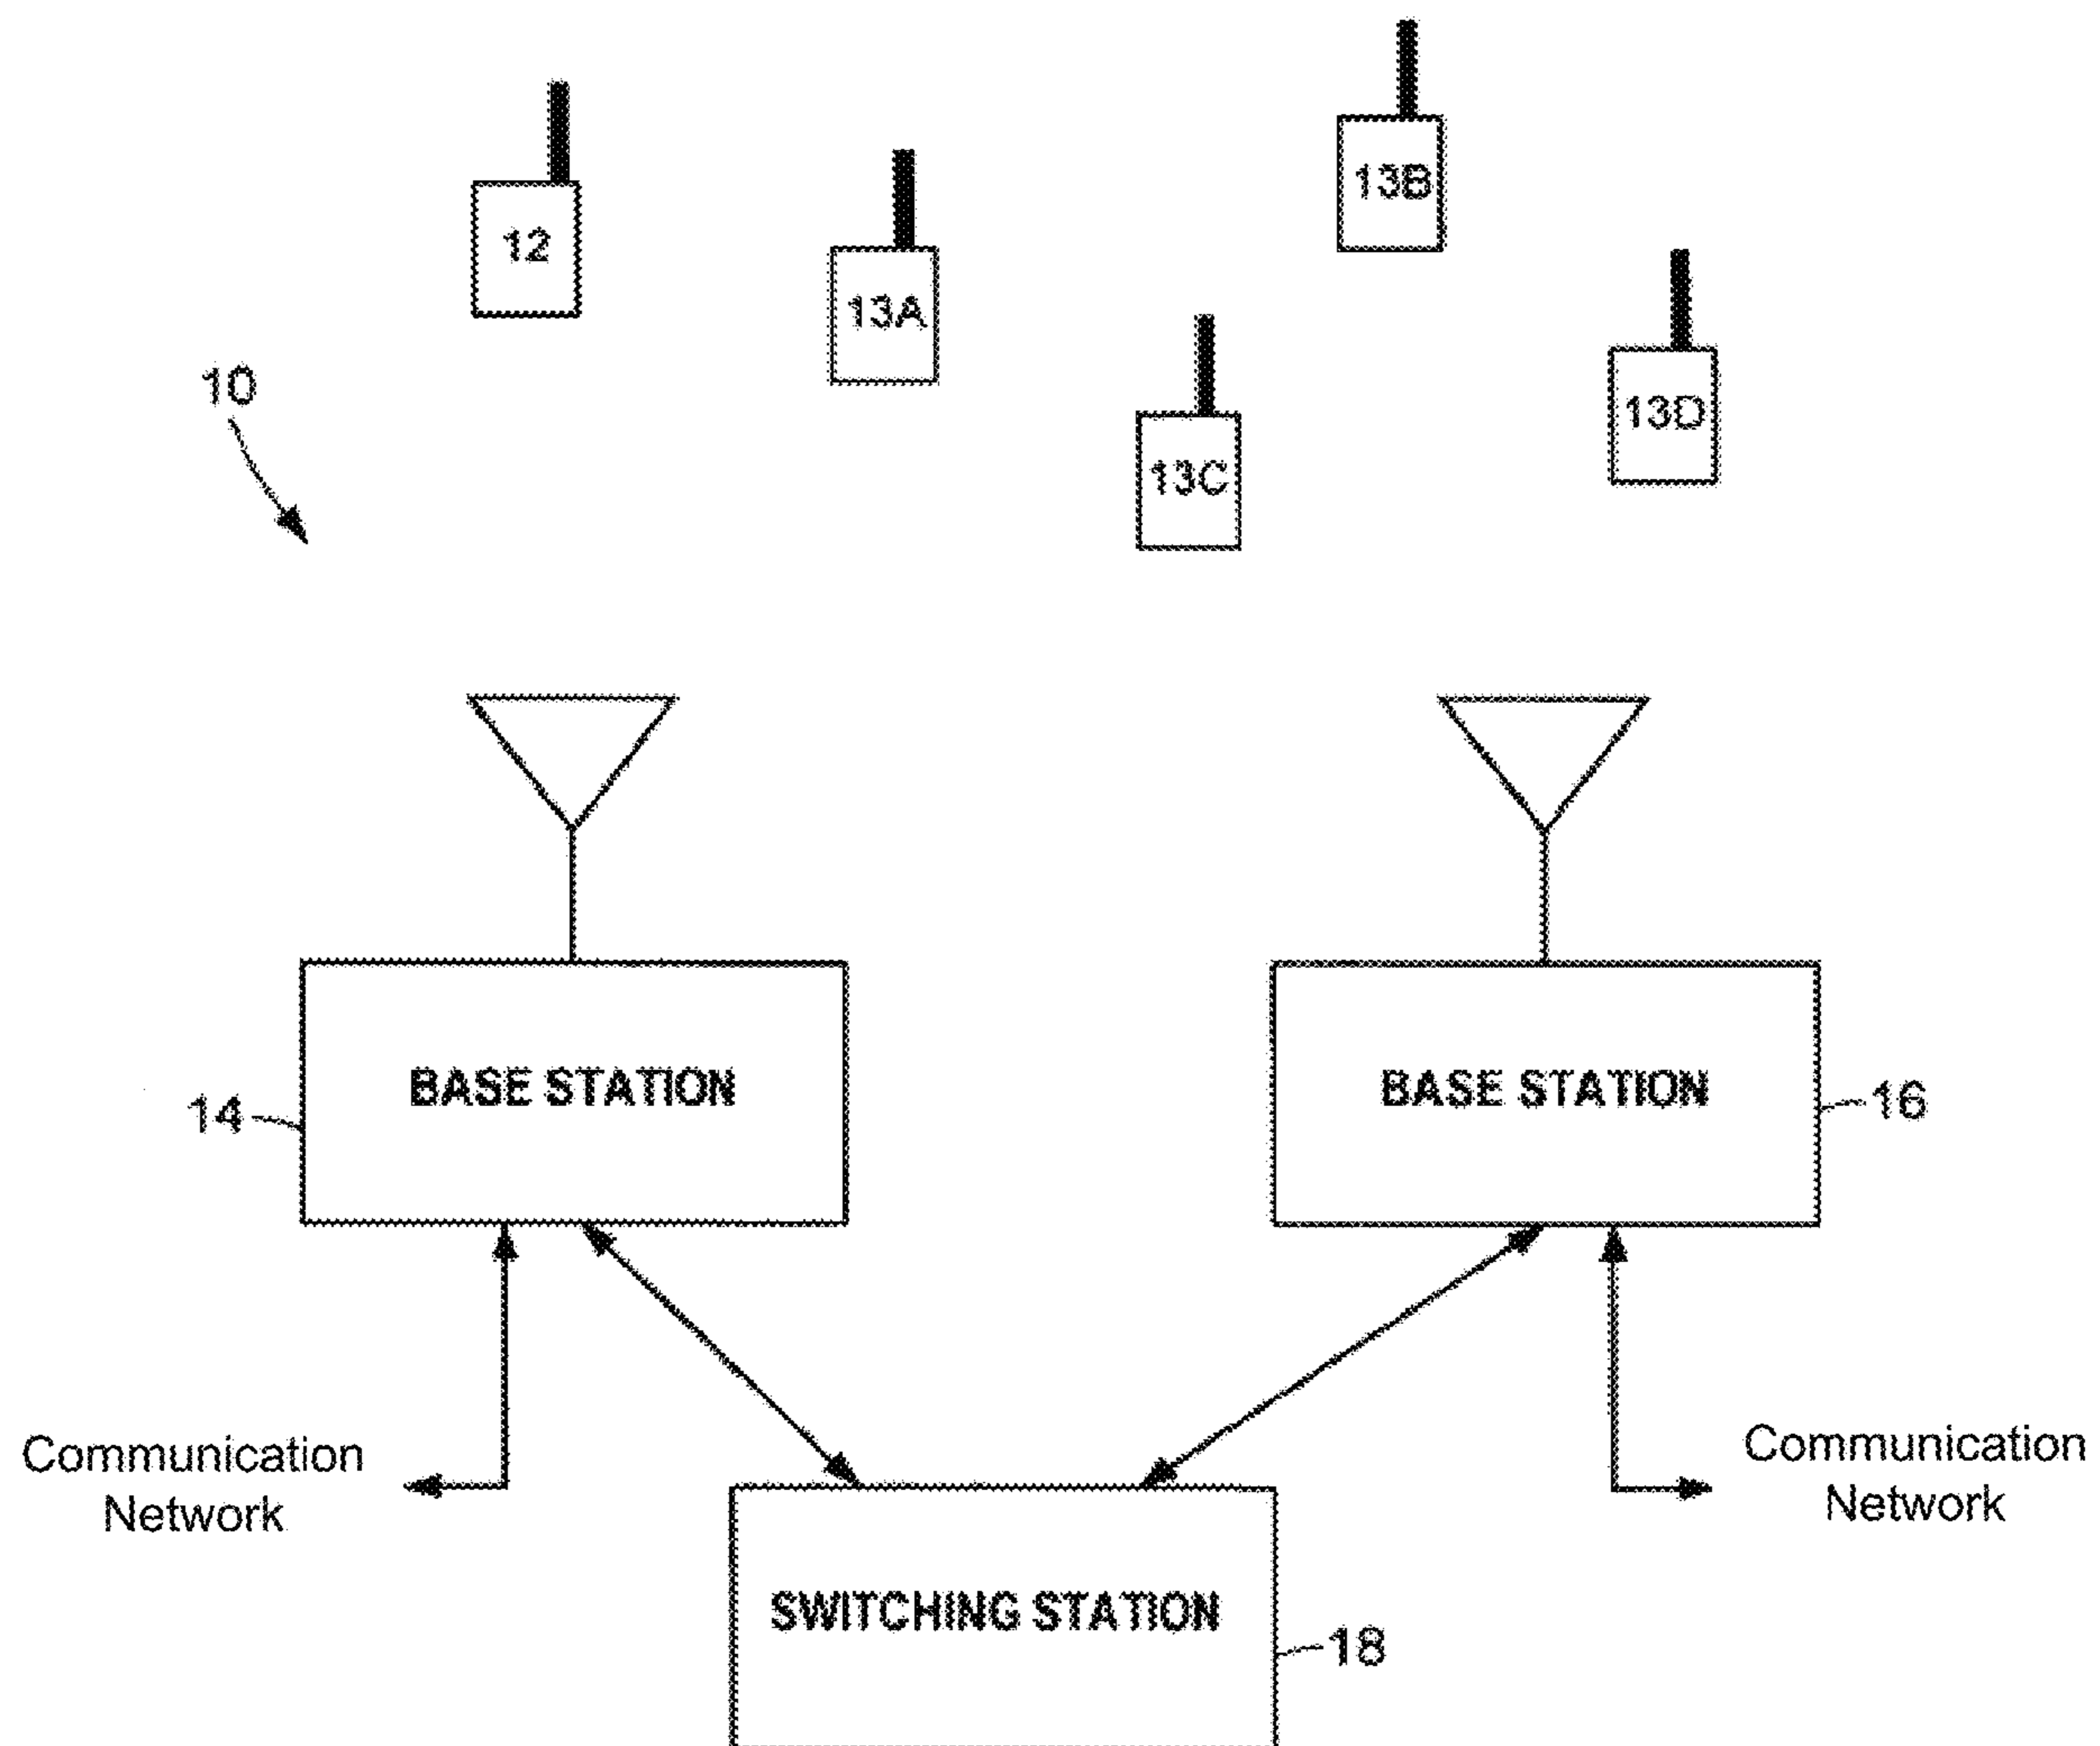 13B
12
13A
10
13D
13C
BASE STATION
BASE STATION
14
16
Communication
Network
Communication
Network
SWITCHING STATION
18